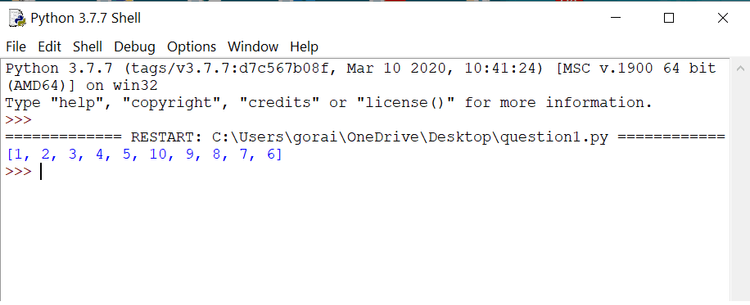 Python 3.7.7 Shell
File Edit Shell Debug Options Window Help
Python 3.7.7 (tags/v3.7.7:d7c567b08f, Mar 10 2020, 10:41:24) [MSC v.1900 64 bit
(AMD64)] on win32
Type "help", "copyright", "credits" or "license()" for more information.
>>>
============= RESTART: C:\Users\gorai\OneDrive\Desktop\question1.py ============
[1, 2, 3, 4, 5, 10, 9, 8, 7, 6]
>>>